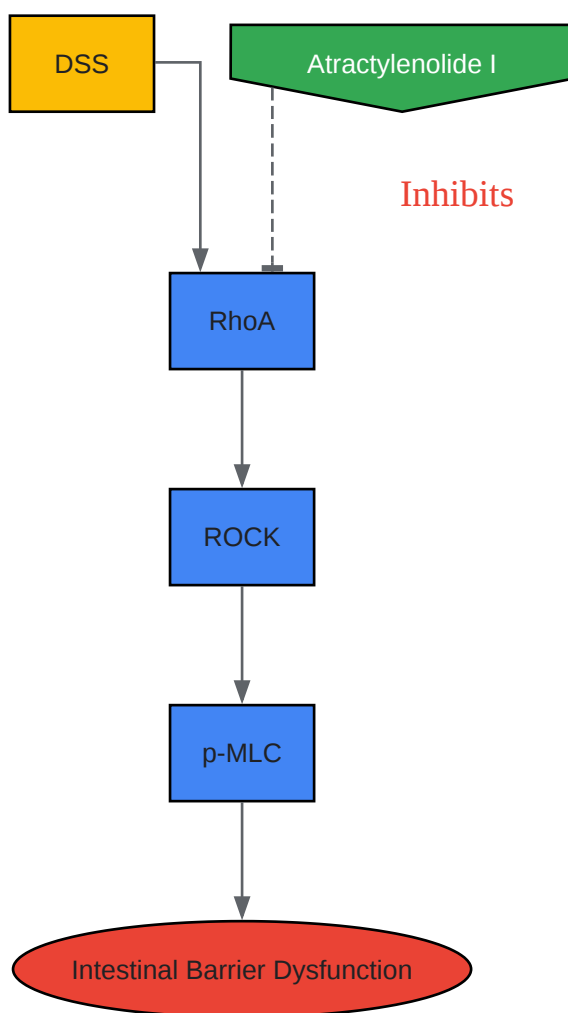 DSS
Atractylenolide I
Inhibits
RhoA
ROCK
p-MLC
Intestinal Barrier Dysfunction